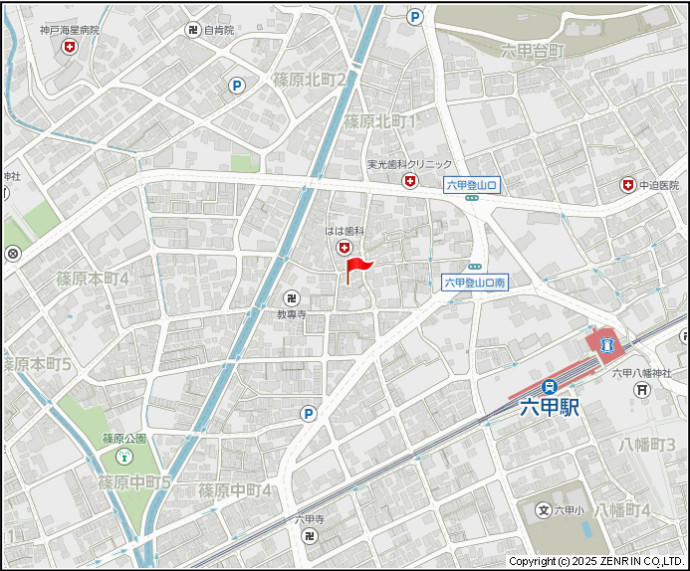 神戸海星病院
自肯院
P
六甲台町
篠原北町2
P
篠原北町1
実光歯科クリニック
神社
六甲登山口
中迫医院
はは歯科
篠原本町4
六甲登山口南
教専寺
篠原本町5
六甲八幡神社
六甲駅
P
篠原公園
八幡町3
篠原中町5
篠原中町4
文
六甲小
八幡町4
六甲寺
1
Copyright (c) 2025 ZENRIN CO.,LTD.